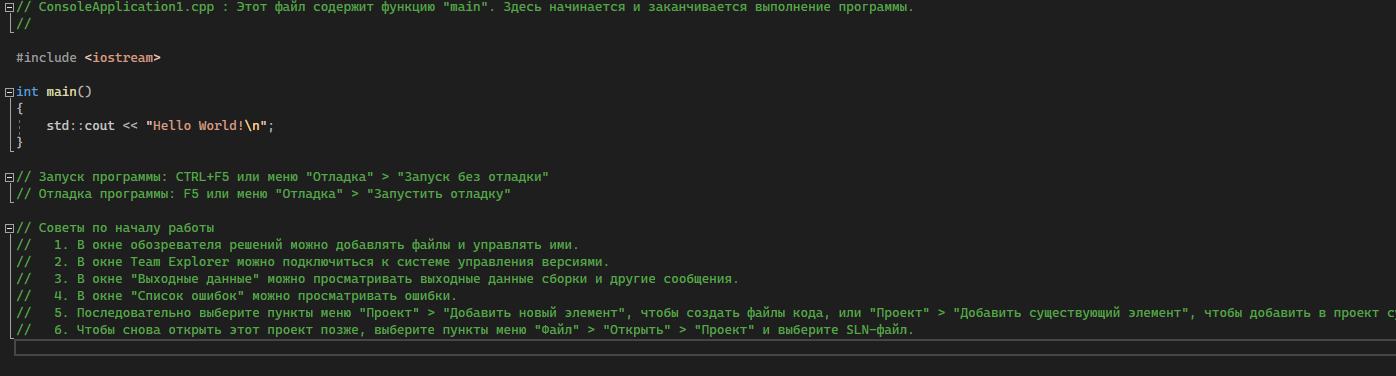 // ConsoleApplication1.cpp : Этот файл содержит функцию "main". Здесь начинается и заканчивается выполнение программы.
//
#include <iostream>
int main()
{
std::cout << "Hello World!\n";
}
// Запуск программы: CTRL+F5 или меню "Отладка" > "Запуск без отладки"
// Отладка программы: F5 или меню "Отладка" > "Запустить отладку"
// Советы по началу работы
//   1. В окне обозревателя решений можно добавлять файлы и управлять ими.
//   2. В окне Team Explorer можно подключиться к системе управления версиями.
//   3. В окне "Выходные данные" можно просматривать выходные данные сборки и другие сообщения.
//   4. В окне "Список ошибок" можно просматривать ошибки.
//   5. Последовательно выберите пункты меню "Проект" > "Добавить новый элемент", чтобы создать файлы кода, или "Проект" > "Добавить существующий элемент", чтобы добавить в проект
//   6. Чтобы снова открыть этот проект позже, выберите пункты меню "Файл" > "Открыть" > "Проект" и выберите SLN-файл.